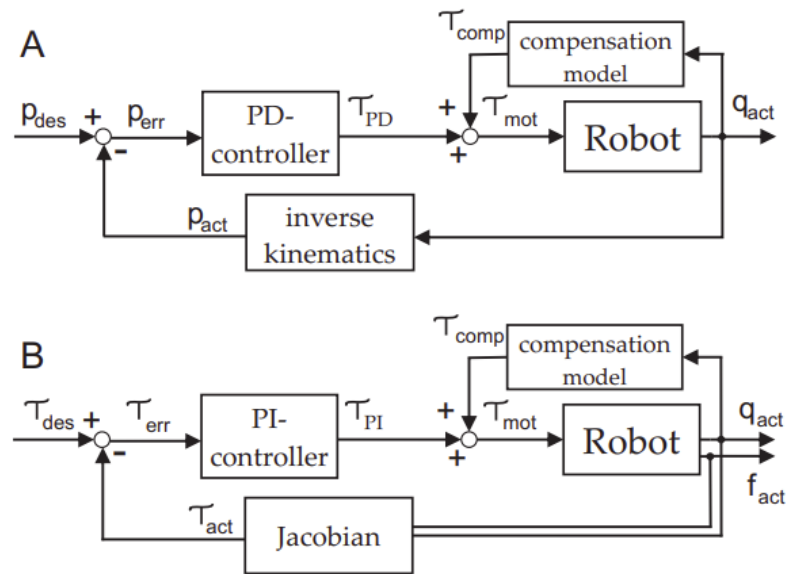 A
τcomp
compensation
model
pdes
+
-
perr
PD-
controller
τPD
+
+
τmot
Robot
qact
pact
inverse
kinematics
B
τcomp
compensation
model
τdes
+
-
τerr
PI-
controller
τPI
+
+
τmot
Robot
qact
fact
τact
Jacobian